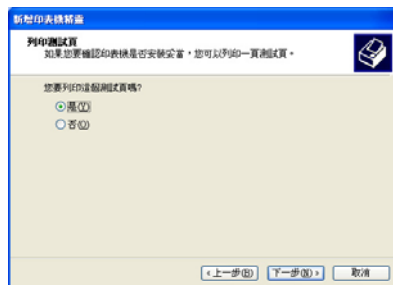 新增印表機精靈
列印測試頁
如果您要確認印表機是否安裝妥當，您可以列印一頁測試頁。
您要列印這個測試頁嗎?
是(Y)
否(O)
<上一步(B) 下一步(N)> 取消